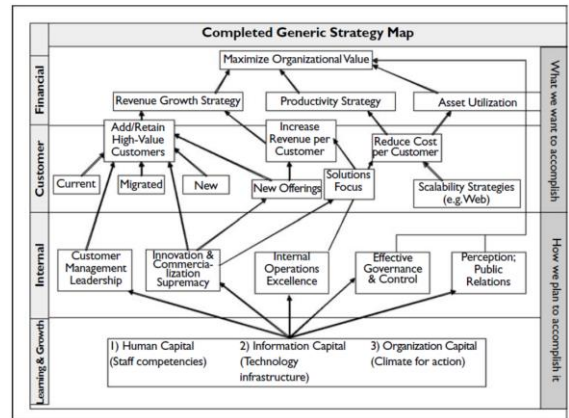 Completed Generic Strategy Map
Financial
Maximize Organizational Value
Revenue Growth Strategy
Productivity Strategy
Asset Utilization
What we want to accomplish
Customer
Add/Retain
High-Value
Customers
Increase
Revenue per
Customer
Reduce Cost
per Customer
Current
Migrated
New
New Offerings
Solutions
Focus
Scalability Strategies
(e.g. Web)
Internal
Customer
Management
Leadership
Innovation &
Commercia-
lization
Supremacy
Internal
Operations
Excellence
Effective
Governance
& Control
Perception;
Public
Relations
How we plan to accomplish it
Learning & Growth
1) Human Capital
(Staff competencies)
2) Information Capital
(Technology
infrastructure)
3) Organization Capital
(Climate for action)